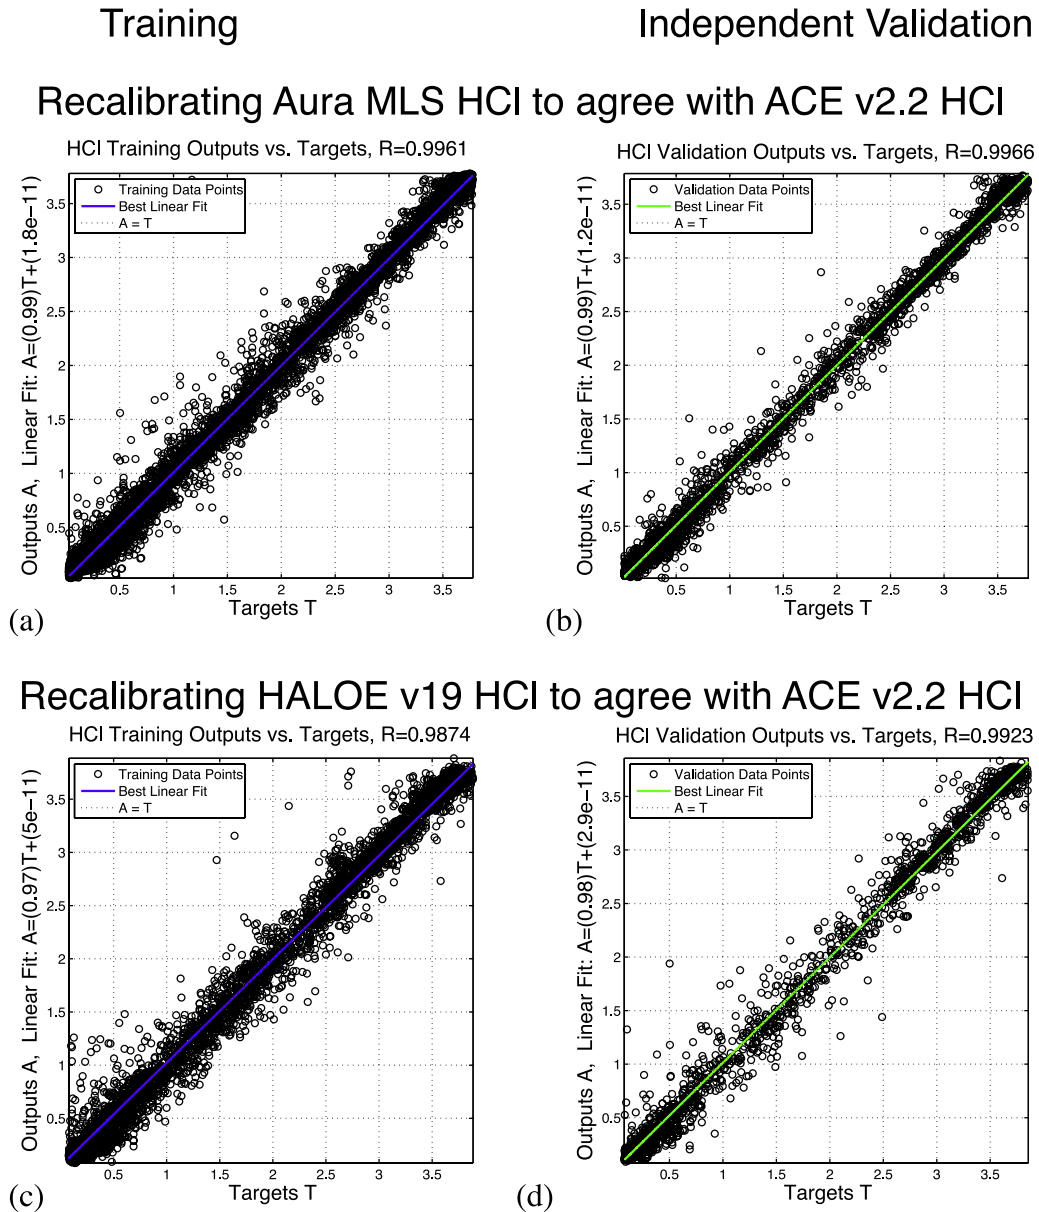 Training
Independent Validation
Recalibrating Aura MLS HCl to agree with ACE v2.2 HCl
HCl Training Outputs vs. Targets, R=0.9961
Training Data Points
Best Linear Fit
A = T
Outputs A,  Linear Fit: A=(0.99)T+(1.8e−11)
3.5
3
2.5
2
1.5
1
0.5
0.5 1 1.5 2 2.5 3 3.5
Targets T
(a)
HCl Validation Outputs vs. Targets, R=0.9966
Validation Data Points
Best Linear Fit
A = T
Outputs A,  Linear Fit: A=(0.99)T+(1.2e−11)
3.5
3
2.5
2
1.5
1
0.5
0.5 1 1.5 2 2.5 3 3.5
Targets T
(b)
Recalibrating HALOE v19 HCl to agree with ACE v2.2 HCl
HCl Training Outputs vs. Targets, R=0.9874
Training Data Points
Best Linear Fit
A = T
Outputs A,  Linear Fit: A=(0.97)T+(5e−11)
3.5
3
2.5
2
1.5
1
0.5
0.5 1 1.5 2 2.5 3 3.5
Targets T
(c)
HCl Validation Outputs vs. Targets, R=0.9923
Validation Data Points
Best Linear Fit
A = T
Outputs A,  Linear Fit: A=(0.98)T+(2.9e−11)
3.5
3
2.5
2
1.5
1
0.5
0.5 1 1.5 2 2.5 3 3.5
Targets T
(d)